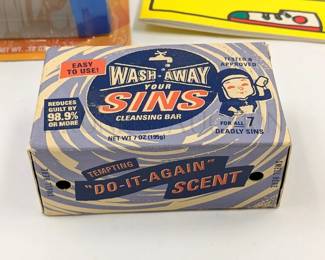 EASY
TO USE!
WASH-AWAY
YOUR
SINS
CLEANSING BAR
NET WT 7 OZ (195g)
REDUCES
GUILT BY
98.9%
OR MORE
TESTED &
APPROVED
FOR ALL 7
DEADLY SINS
TEMPTING
"DO-IT-AGAIN"
SCENT